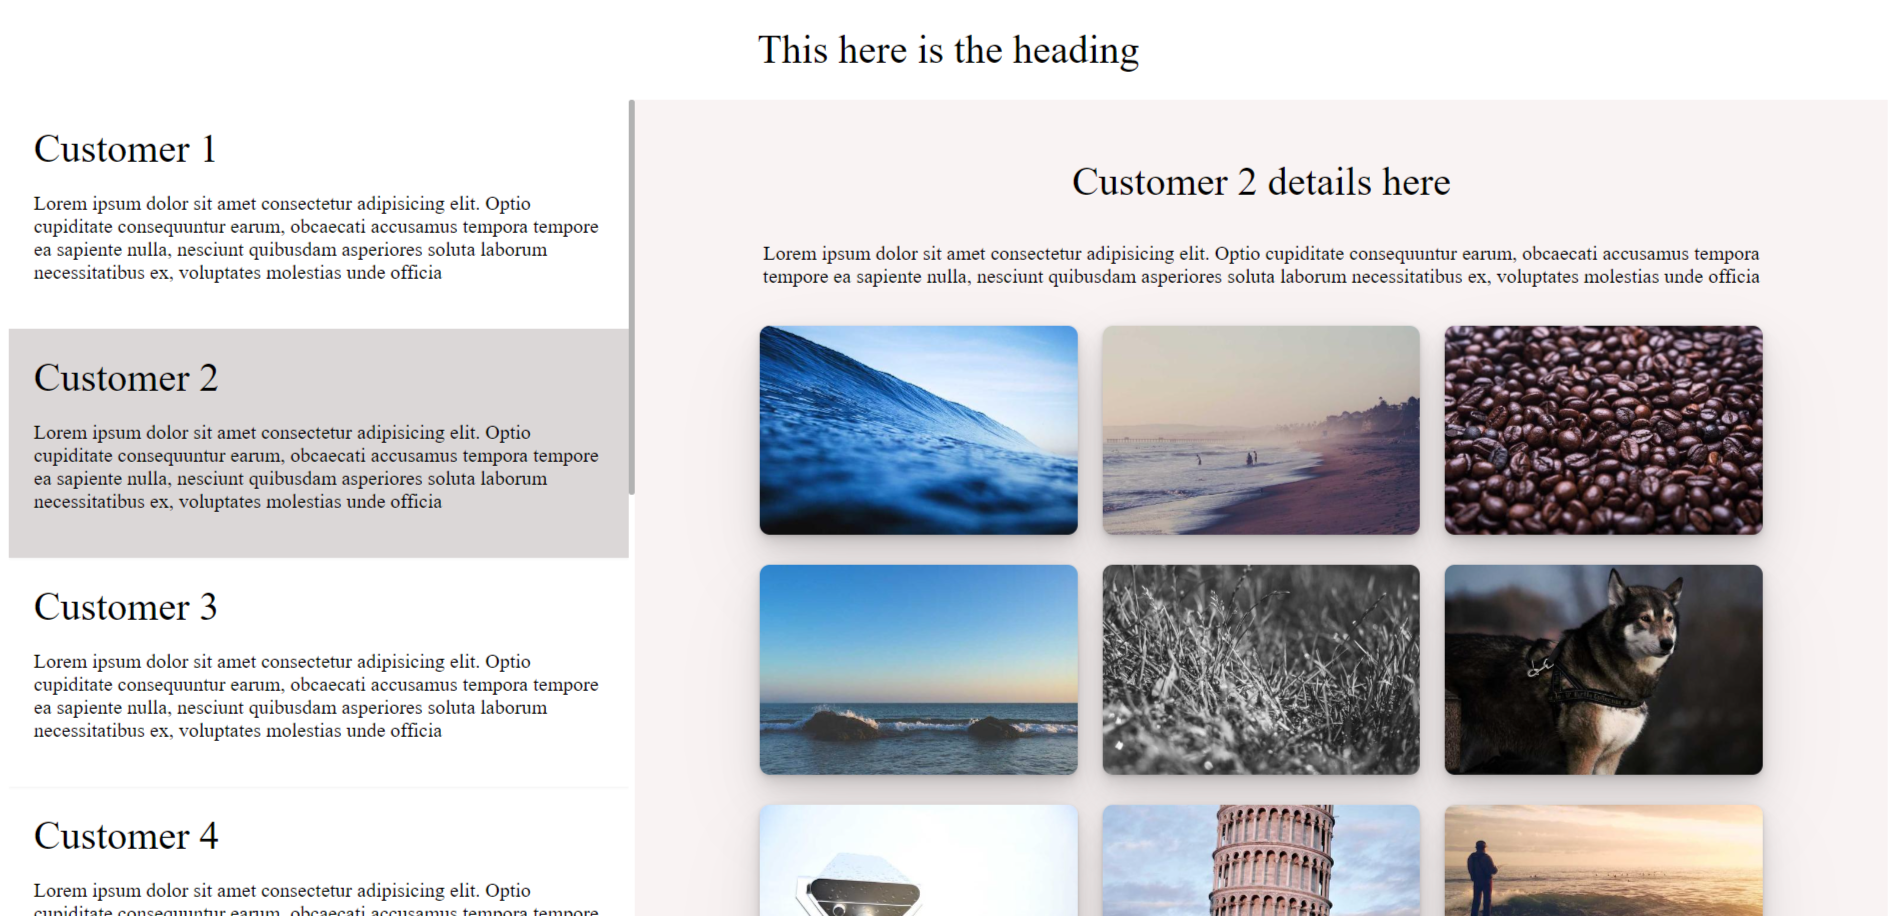 This here is the heading
Customer 1
Lorem ipsum dolor sit amet consectetur adipisicing elit. Optio
cupiditate consequuntur earum, obcaecati accusamus tempora tempore
ea sapiente nulla, nesciunt quibusdam asperiores soluta laborum
necessitatibus ex, voluptates molestias unde officia
Customer 2
Lorem ipsum dolor sit amet consectetur adipisicing elit. Optio
cupiditate consequuntur earum, obcaecati accusamus tempora tempore
ea sapiente nulla, nesciunt quibusdam asperiores soluta laborum
necessitatibus ex, voluptates molestias unde officia
Customer 3
Lorem ipsum dolor sit amet consectetur adipisicing elit. Optio
cupiditate consequuntur earum, obcaecati accusamus tempora tempore
ea sapiente nulla, nesciunt quibusdam asperiores soluta laborum
necessitatibus ex, voluptates molestias unde officia
Customer 4
Lorem ipsum dolor sit amet consectetur adipisicing elit. Optio
cupiditate consequuntur earum, obcaecati accusamus tempora tempore
Customer 2 details here
Lorem ipsum dolor sit amet consectetur adipisicing elit. Optio cupiditate consequuntur earum, obcaecati accusamus tempora
tempore ea sapiente nulla, nesciunt quibusdam asperiores soluta laborum necessitatibus ex, voluptates molestias unde officia